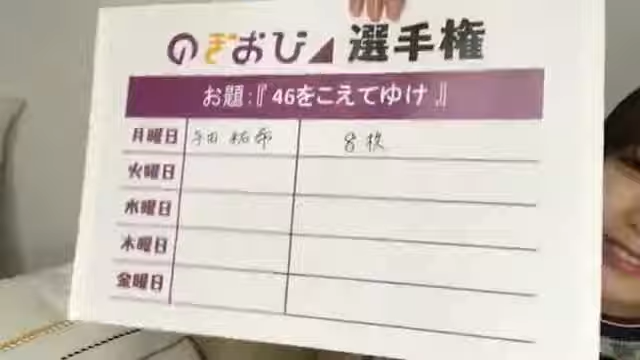 のぎおび⊿選手権
お題:『46をこえてゆけ』
月曜日 与田 祐希 8枚
火曜日
水曜日
木曜日
金曜日